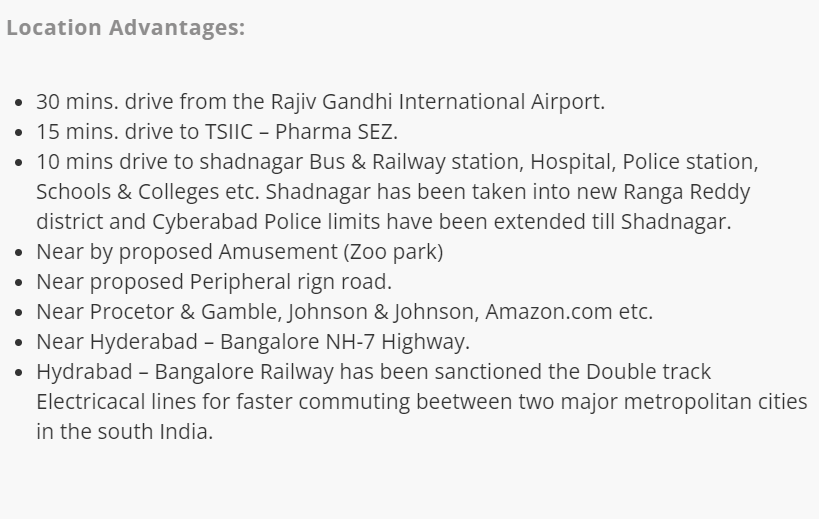 Location Advantages:
• 30 mins. drive from the Rajiv Gandhi International Airport.
• 15 mins. drive to TSIIC – Pharma SEZ.
• 10 mins drive to shadnagar Bus & Railway station, Hospital, Police station,
Schools & Colleges etc. Shadnagar has been taken into new Ranga Reddy
district and Cyberabad Police limits have been extended till Shadnagar.
• Near by proposed Amusement (Zoo park)
• Near proposed Peripheral rign road.
• Near Procetor & Gamble, Johnson & Johnson, Amazon.com etc.
• Near Hyderabad – Bangalore NH-7 Highway.
• Hydrabad – Bangalore Railway has been sanctioned the Double track
Electricacal lines for faster commuting beetween two major metropolitan cities
in the south India.